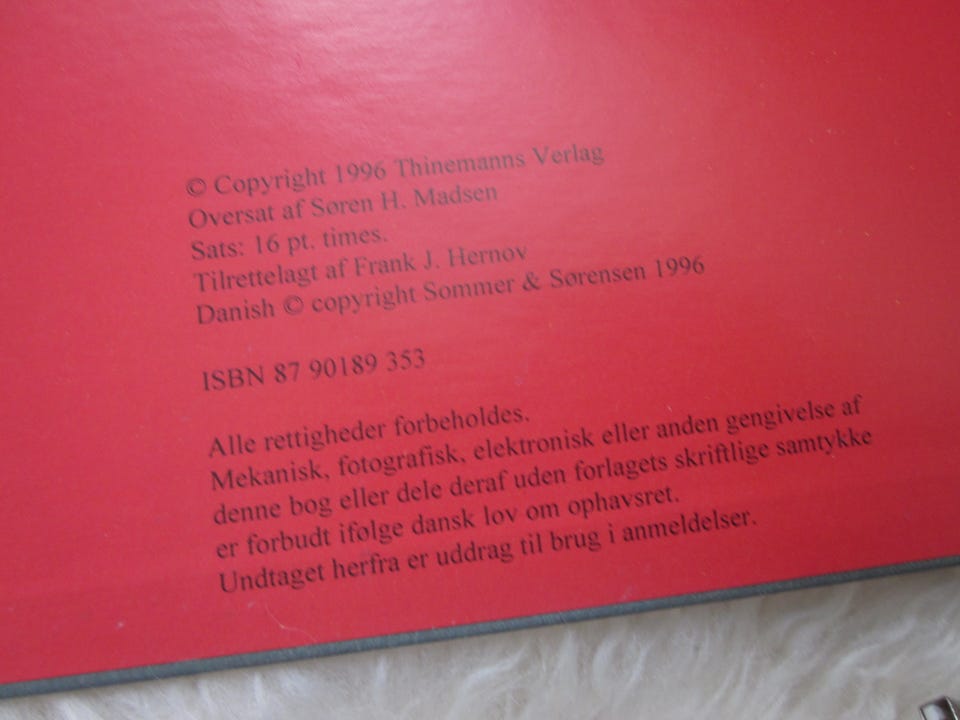 © Copyright 1996 Thinemanns Verlag
Oversat af Søren H. Madsen
Sats: 16 pt. times.
Tilrettelagt af Frank J. Hernov
Danish © copyright Sommer & Sørensen 1996
ISBN 87 90189 353
Alle rettigheder forbeholdes.
Mekanisk, fotografisk, elektronisk eller anden gengivelse af
denne bog eller dele deraf uden forlagets skriftlige samtykke
er forbudt ifølge dansk lov om ophavsret.
Undtaget herfra er uddrag til brug i anmeldelser.